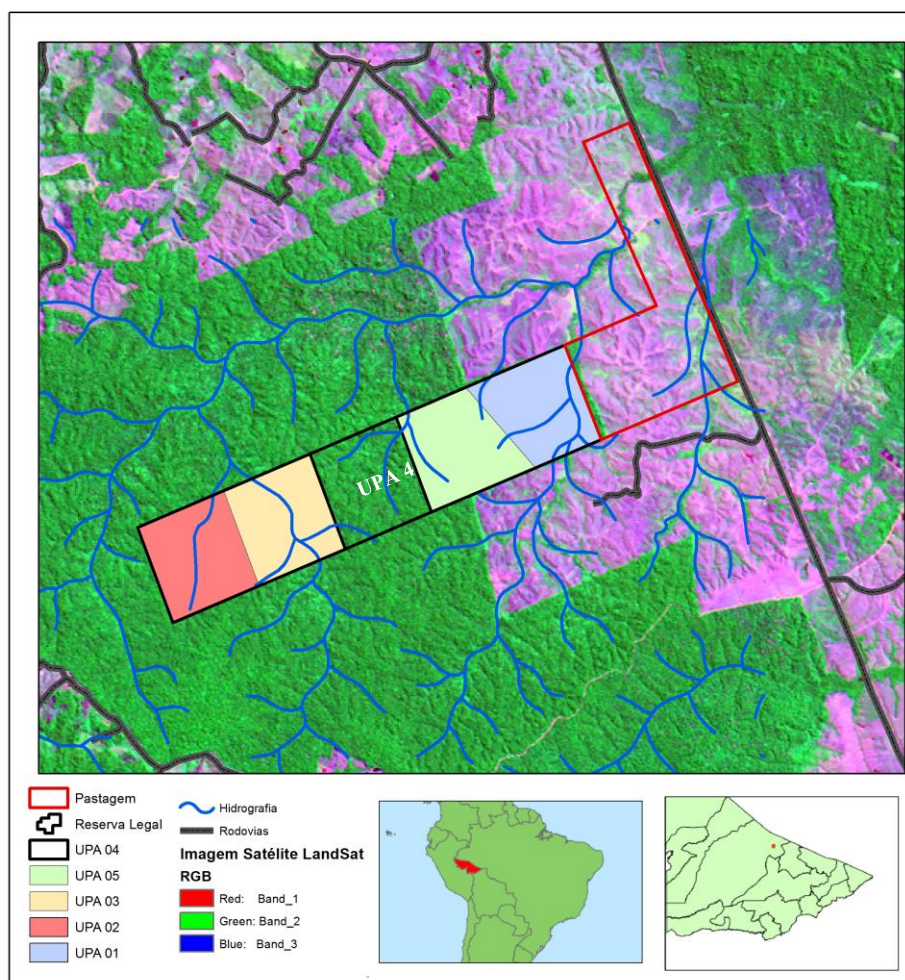 UPA 4
Pastagem
Reserva Legal
UPA 04
UPA 05
UPA 03
UPA 02
UPA 01
Hidrografia
Rodovias
Imagem Satélite LandSat
RGB
Red: Band_1
Green: Band_2
Blue: Band_3